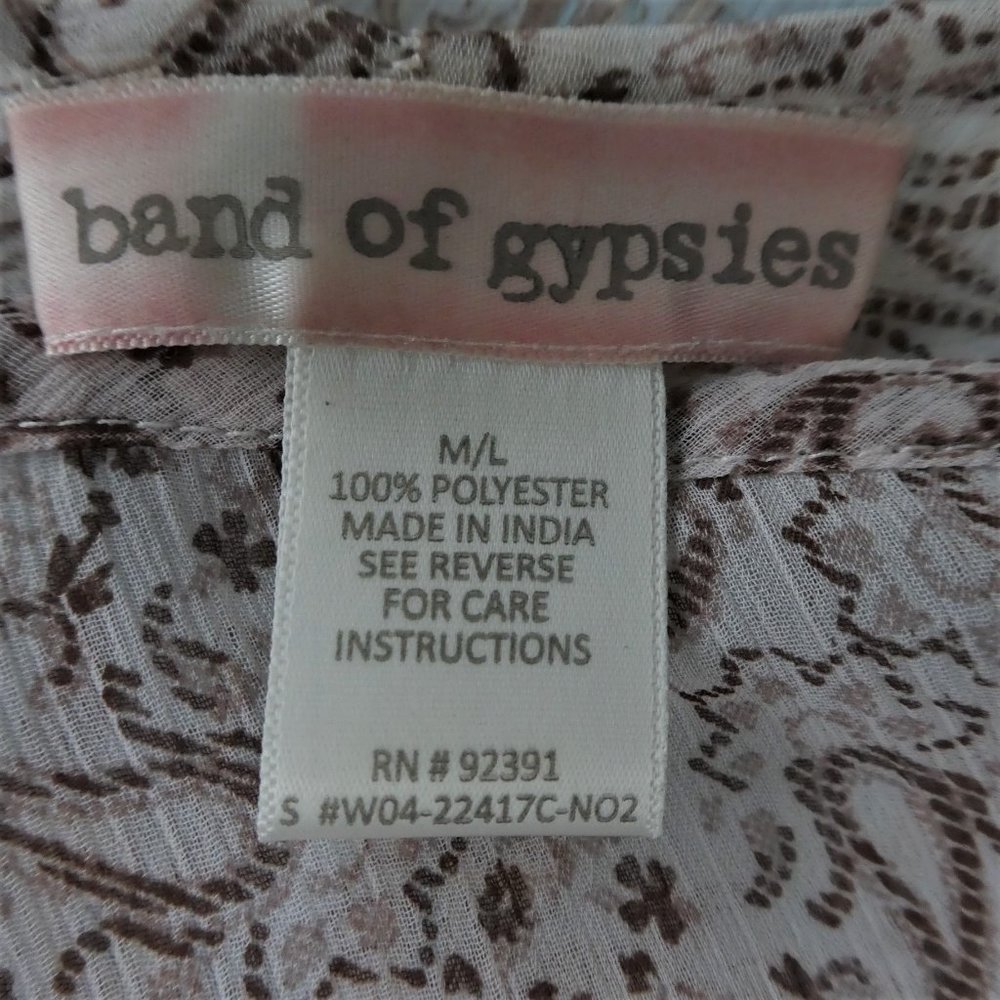 band of gypsies
M/L
100% POLYESTER
MADE IN INDIA
SEE REVERSE
FOR CARE
INSTRUCTIONS
RN # 92391
S #W04-22417C-NO2